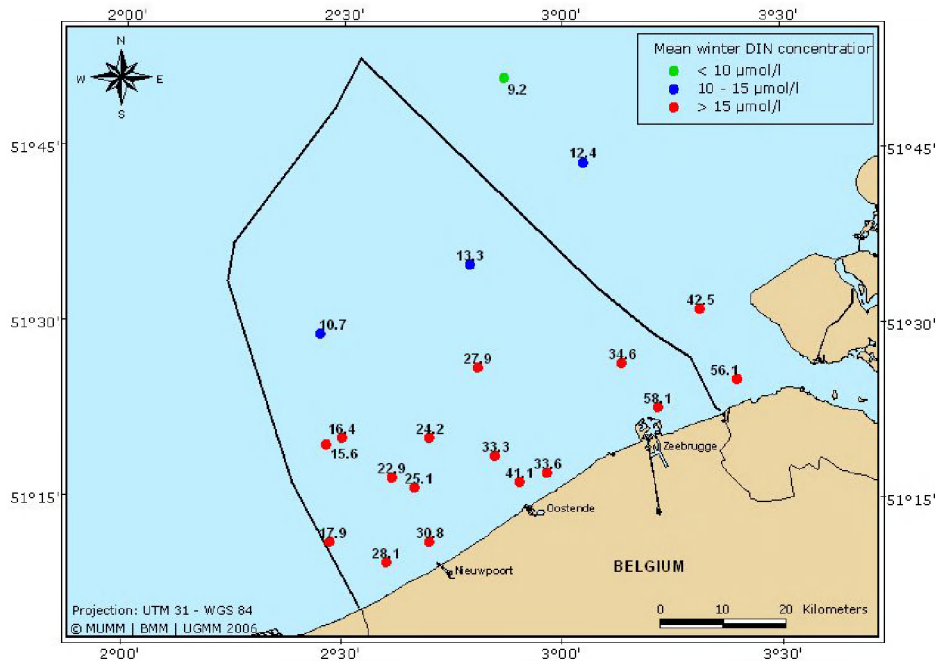 2°00' 2°30' 3°00' 3°30'
N
W E
S
Mean winter DIN concentration
< 10 µmol/l
10 - 15 µmol/l
> 15 µmol/l
9.2
51°45' 51°45'
12.4
13.3
42.5
51°30' 51°30'
10.7
27.9
34.6
56.1
58.1
16.4
24.2
15.6
Zeebrugge
33.3
22.9
25.1
41.1
33.6
51°15' 51°15'
Oostende
17.9
30.8
28.1
Nieuwpoort
BELGIUM
Projection: UTM 31 - WGS 84
© MUMM | BMM | UGMM 2006
0 10 20 Kilometers
2°00' 2°30' 3°00' 3°30'